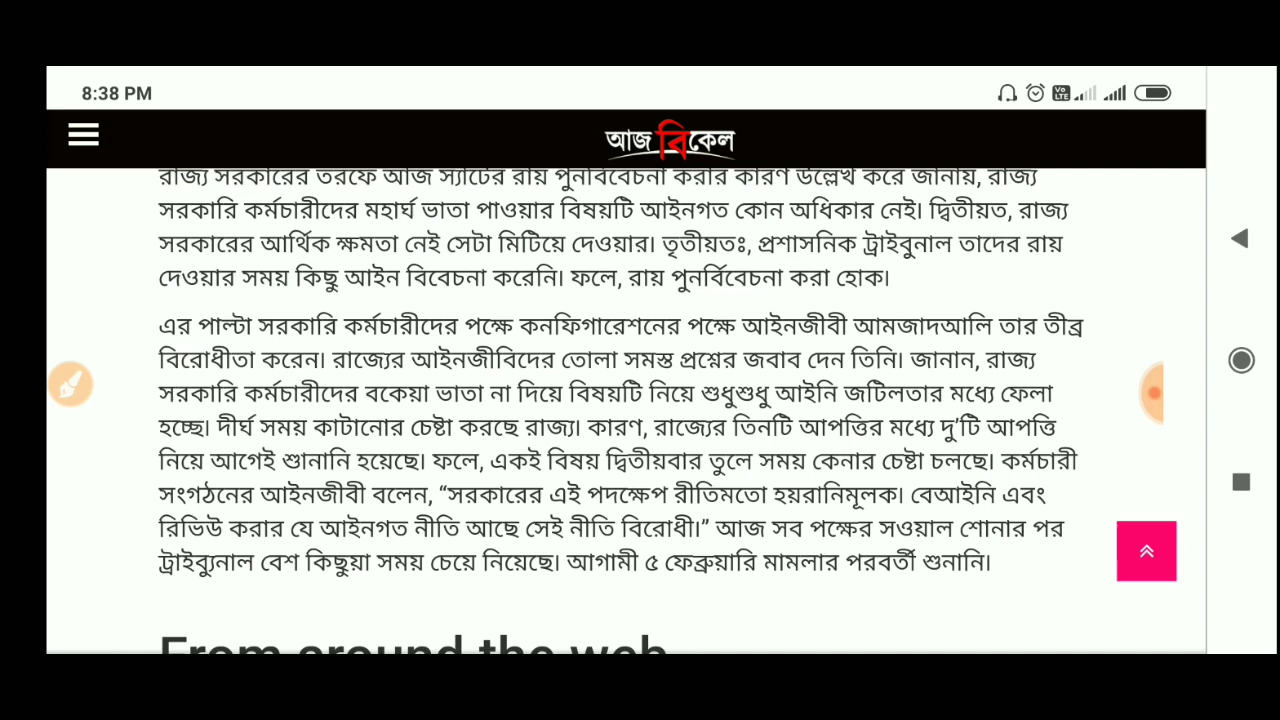 8:38 PM
Vo LTE
আজ বিকেল
রাজ্য সরকারের তরফে আজ স্যাটের রায় পুনর্বিবেচনা করার কারণ উল্লেখ করে জানায়, রাজ্য
সরকারি কর্মচারীদের মহার্ঘ ভাতা পাওয়ার বিষয়টি আইনগত কোন অধিকার নেই। দ্বিতীয়ত, রাজ্য
সরকারের আর্থিক ক্ষমতা নেই সেটা মিটিয়ে দেওয়ার। তৃতীয়তঃ, প্রশাসনিক ট্রাইবুনাল তাদের রায়
দেওয়ার সময় কিছু আইন বিবেচনা করেনি। ফলে, রায় পুনর্বিবেচনা করা হোক।
এর পাল্টা সরকারি কর্মচারীদের পক্ষে কনফিগারেশনের পক্ষে আইনজীবী আমজাদআলি তার তীব্র
বিরোধীতা করেন। রাজ্যের আইনজীবিদের তোলা সমস্ত প্রশ্নের জবাব দেন তিনি। জানান, রাজ্য
সরকারি কর্মচারীদের বকেয়া ভাতা না দিয়ে বিষয়টি নিয়ে শুধুশুধু আইনি জটিলতার মধ্যে ফেলা
হচ্ছে। দীর্ঘ সময় কাটানোর চেষ্টা করছে রাজ্য। কারণ, রাজ্যের তিনটি আপত্তির মধ্যে দু’টি আপত্তি
নিয়ে আগেই শুানানি হয়েছে। ফলে, একই বিষয় দ্বিতীয়বার তুলে সময় কেনার চেষ্টা চলছে। কর্মচারী
সংগঠনের আইনজীবী বলেন, “সরকারের এই পদক্ষেপ রীতিমতো হয়রানিমূলক। বেআইনি এবং
রিভিউ করার যে আইনগত নীতি আছে সেই নীতি বিরোধী।” আজ সব পক্ষের সওয়াল শোনার পর
ট্রাইব্যুনাল বেশ কিছুয়া সময় চেয়ে নিয়েছে। আগামী ৫ ফেব্রুয়ারি মামলার পরবর্তী শুনানি।
From around the web